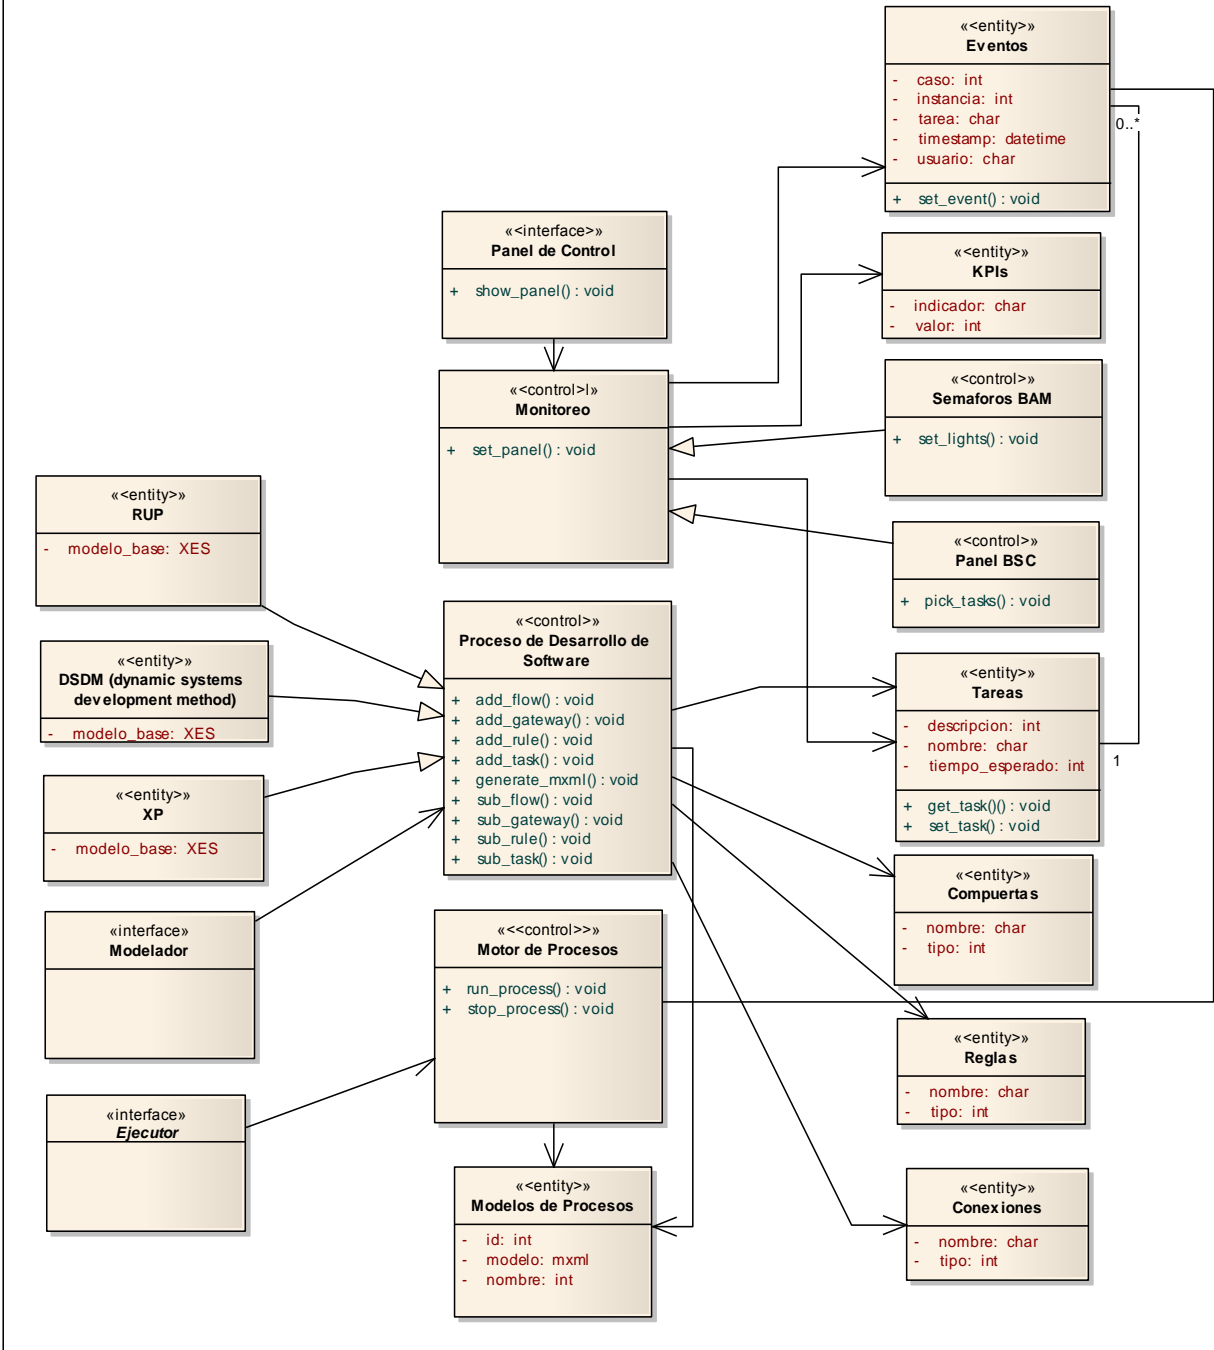 «<entity>»
Eventos
- caso: int
- instancia: int
- tarea: char
- timestamp: datetime
- usuario: char
+ set_event() : void
0..*
«<interface>»
Panel de Control
+ show_panel() : void
«<entity>»
KPIs
- indicador: char
- valor: int
«<control>l»
Monitoreo
+ set_panel() : void
«<control>»
Semaforos BAM
+ set_lights() : void
«<entity>»
RUP
- modelo_base: XES
«<control>»
Panel BSC
+ pick_tasks() : void
«<control>»
Proceso de Desarrollo de
Software
+ add_flow() : void
+ add_gateway() : void
+ add_rule() : void
+ add_task() : void
+ generate_mxml() : void
+ sub_flow() : void
+ sub_gateway() : void
+ sub_rule() : void
+ sub_task() : void
«<entity>»
DSDM (dynamic systems
development method)
- modelo_base: XES
«<entity>»
Tareas
- descripcion: int
- nombre: char
- tiempo_esperado: int
+ get_task()() : void
+ set_task() : void
1
«<entity>»
XP
- modelo_base: XES
«<entity>»
Compuertas
- nombre: char
- tipo: int
«interface»
Modelador
<<control>>»
Motor de Procesos
+ run_process() : void
+ stop_process() : void
«<entity>»
Reglas
- nombre: char
- tipo: int
«interface»
Ejecutor
«<entity>»
Modelos de Procesos
- id: int
- modelo: mxml
- nombre: int
«<entity>»
Conexiones
- nombre: char
- tipo: int